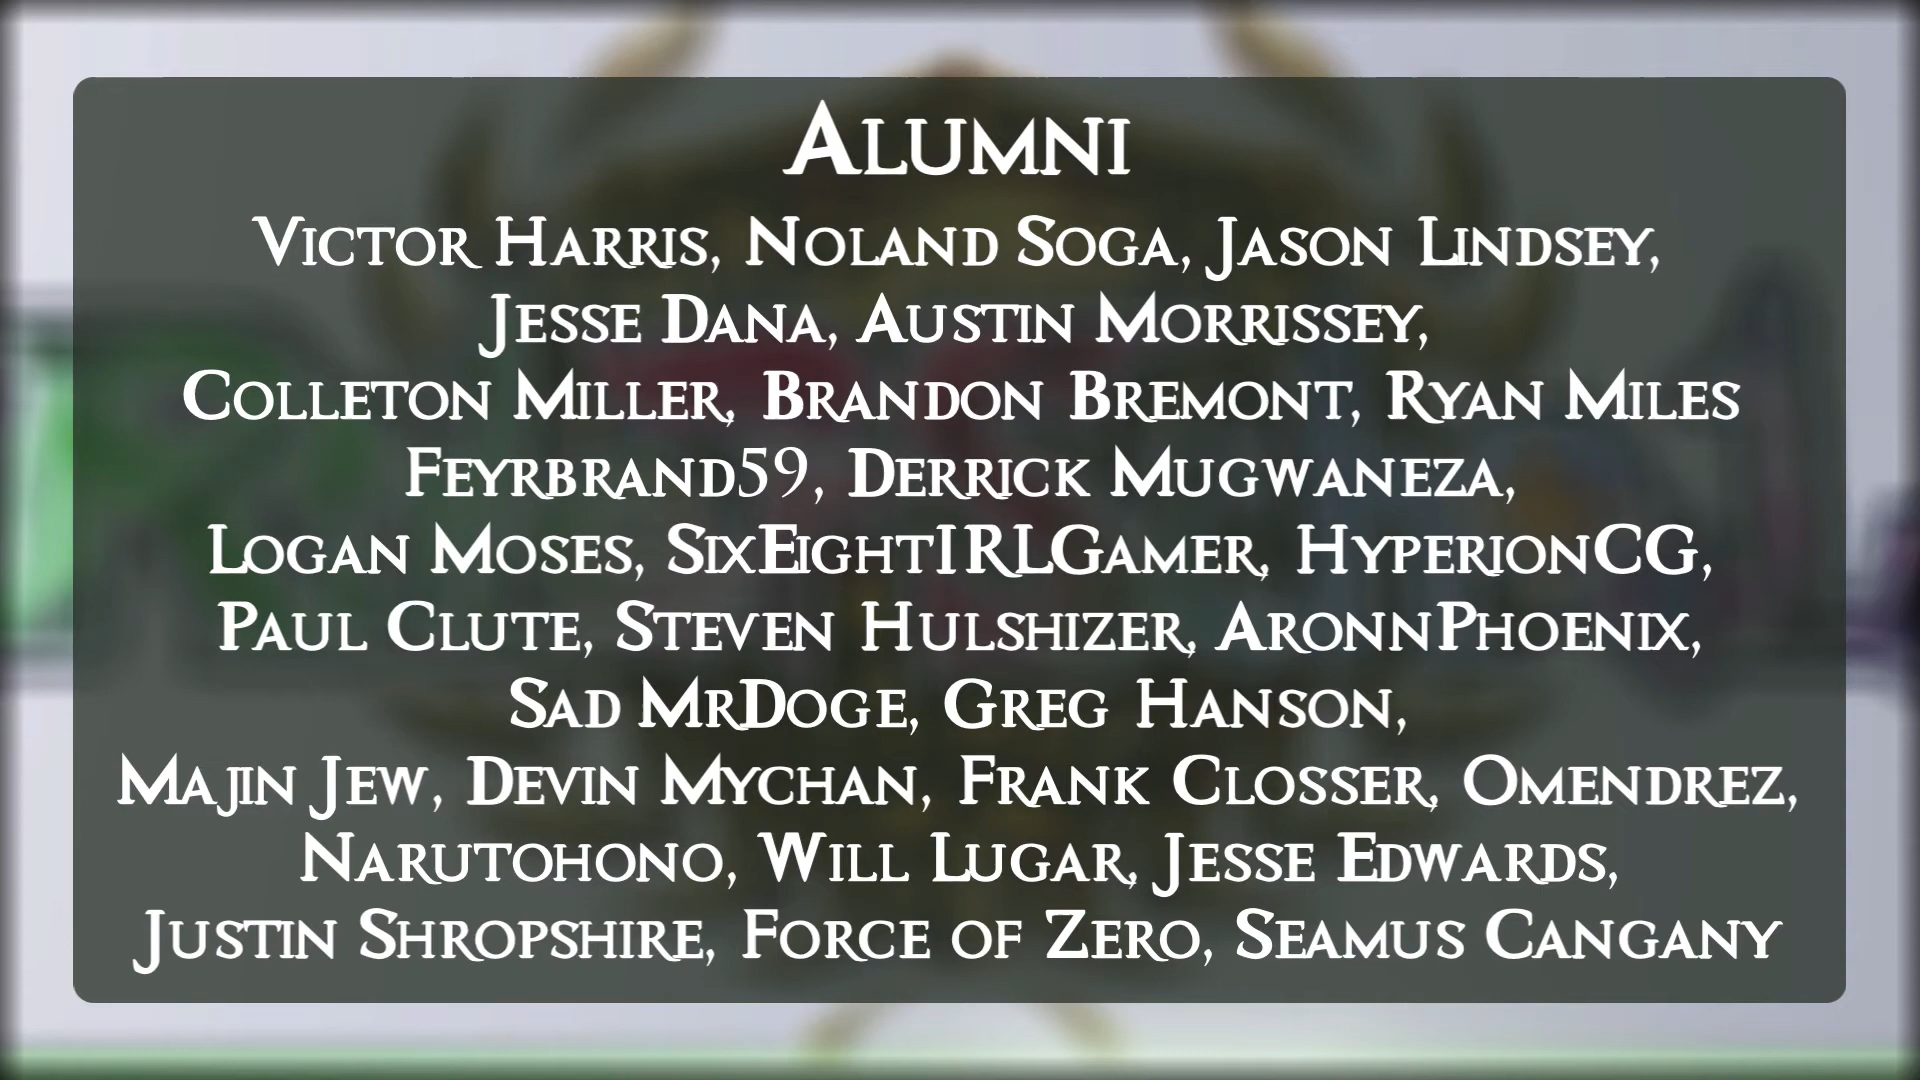 Alumni
Victor Harris, Noland Soga, Jason Lindsey,
Jesse Dana, Austin Morrissey,
Colleton Miller, Brandon Bremont, Ryan Miles
Feyrbrand59, Derrick Mugwaneza,
Logan Moses, SixEightIRLGamer, HyperionCG,
Paul Clute, Steven Hulshizer, AronnPhoenix,
Sad MrDoge, Greg Hanson,
Majin Jew, Devin Mychan, Frank Closser, Omendrez,
Narutohono, Will Lugar, Jesse Edwards,
Justin Shropshire, Force of Zero, Seamus Cangany